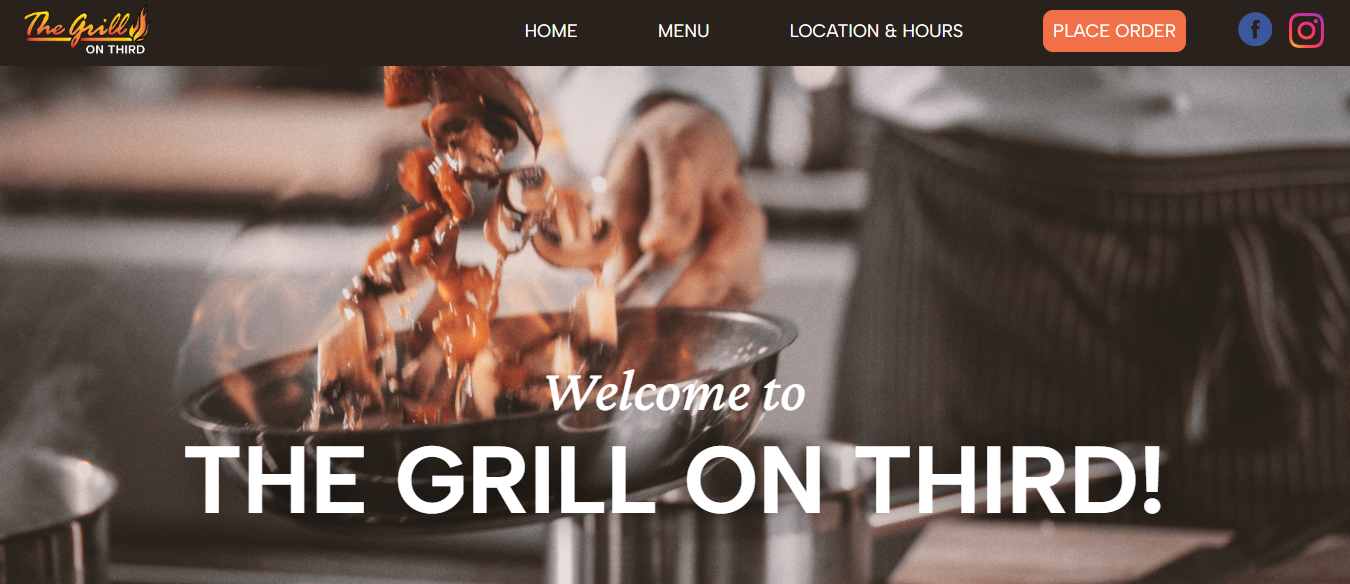 The Grill
ON THIRD
HOME
MENU
LOCATION & HOURS
PLACE ORDER
f
Welcome to
THE GRILL ON THIRD!